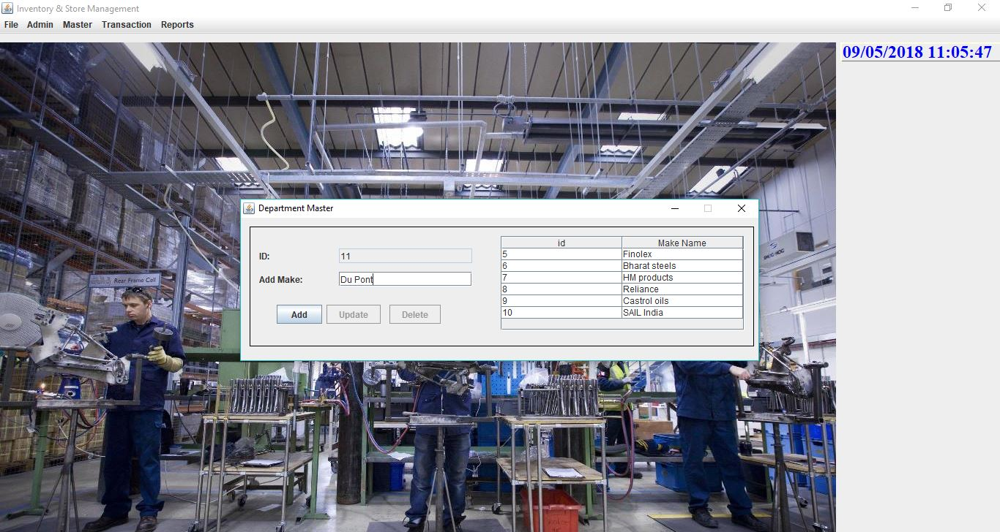 Inventory & Store Management
File Admin Master Transaction Reports
09/05/2018 11:05:47
Department Master
ID: 11
Add Make: Du Pont
Add Update Delete
id Make Name
5 Finolex
6 Bharat steels
7 HM products
8 Reliance
9 Castrol oils
10 SAIL India
Rear Frame Cell